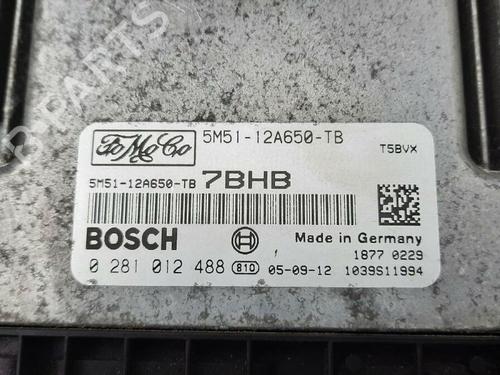 FoMoCo 5M51-12A650-TB T5BVX
5M51-12A650-TB 7BHB
BOSCH Made in Germany
1877 0229
0 281 012 488 810 05-09-12 1039S11994